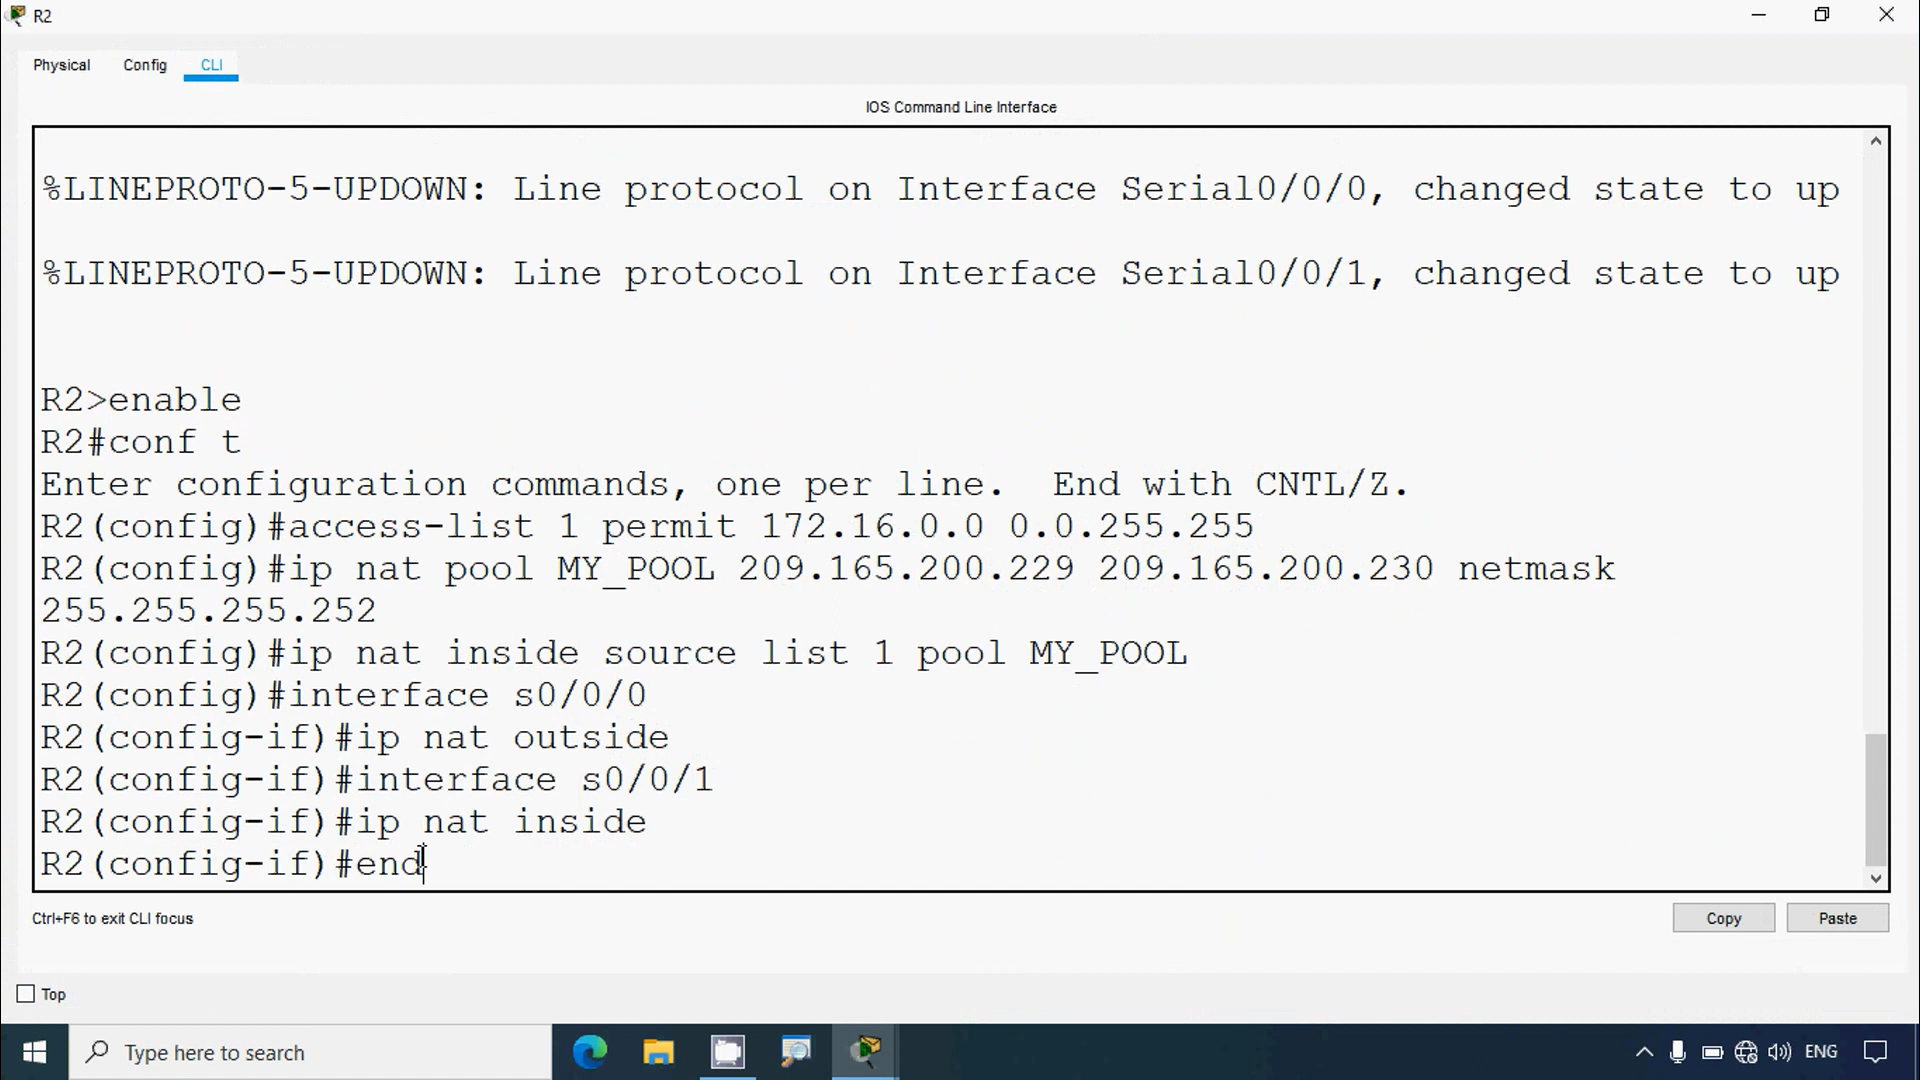 R2
Physical Config CLI
IOS Command Line Interface
%LINEPROTO-5-UPDOWN: Line protocol on Interface Serial0/0/0, changed state to up
%LINEPROTO-5-UPDOWN: Line protocol on Interface Serial0/0/1, changed state to up
R2>enable
R2#conf t
Enter configuration commands, one per line.  End with CNTL/Z.
R2(config)#access-list 1 permit 172.16.0.0 0.0.255.255
R2(config)#ip nat pool MY_POOL 209.165.200.229 209.165.200.230 netmask
255.255.255.252
R2(config)#ip nat inside source list 1 pool MY_POOL
R2(config)#interface s0/0/0
R2(config-if)#ip nat outside
R2(config-if)#interface s0/0/1
R2(config-if)#ip nat inside
R2(config-if)#end
Ctrl+F6 to exit CLI focus
Copy Paste
Top
Type here to search
ENG